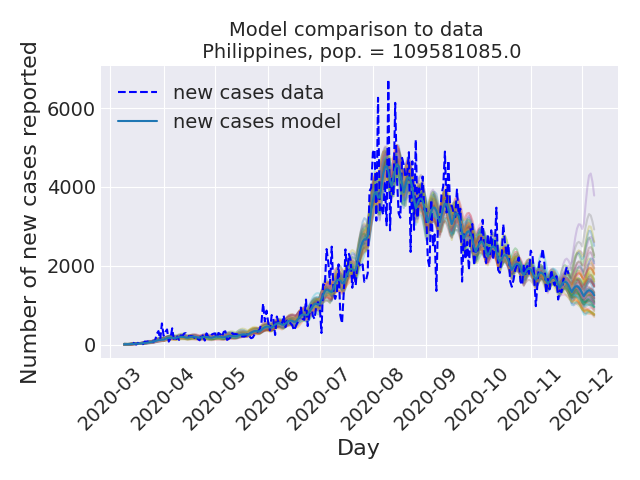 Model comparison to data
Philippines, pop. = 109581085.0
Number of new cases reported
6000
4000
2000
0
new cases data
new cases model
2020-03
2020-04
2020-05
2020-06
2020-07
2020-08
2020-09
2020-10
2020-11
2020-12
Day